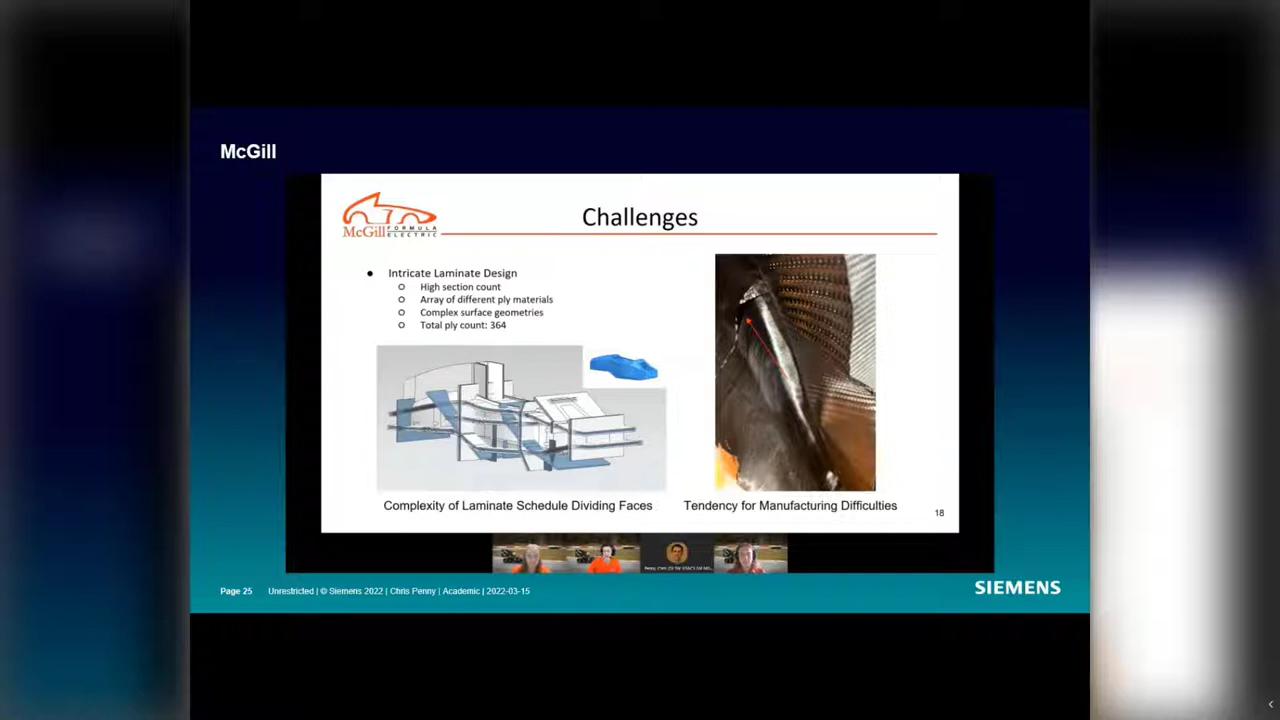 McGill
McGill FORMULA ELECTRIC
Challenges
● Intricate Laminate Design
○ High section count
○ Array of different ply materials
○ Complex surface geometries
○ Total ply count: 364
Complexity of Laminate Schedule Dividing Faces
Tendency for Manufacturing Difficulties
18
Page 25
Unrestricted | © Siemens 2022 | Chris Penny | Academic | 2022-03-15
SIEMENS